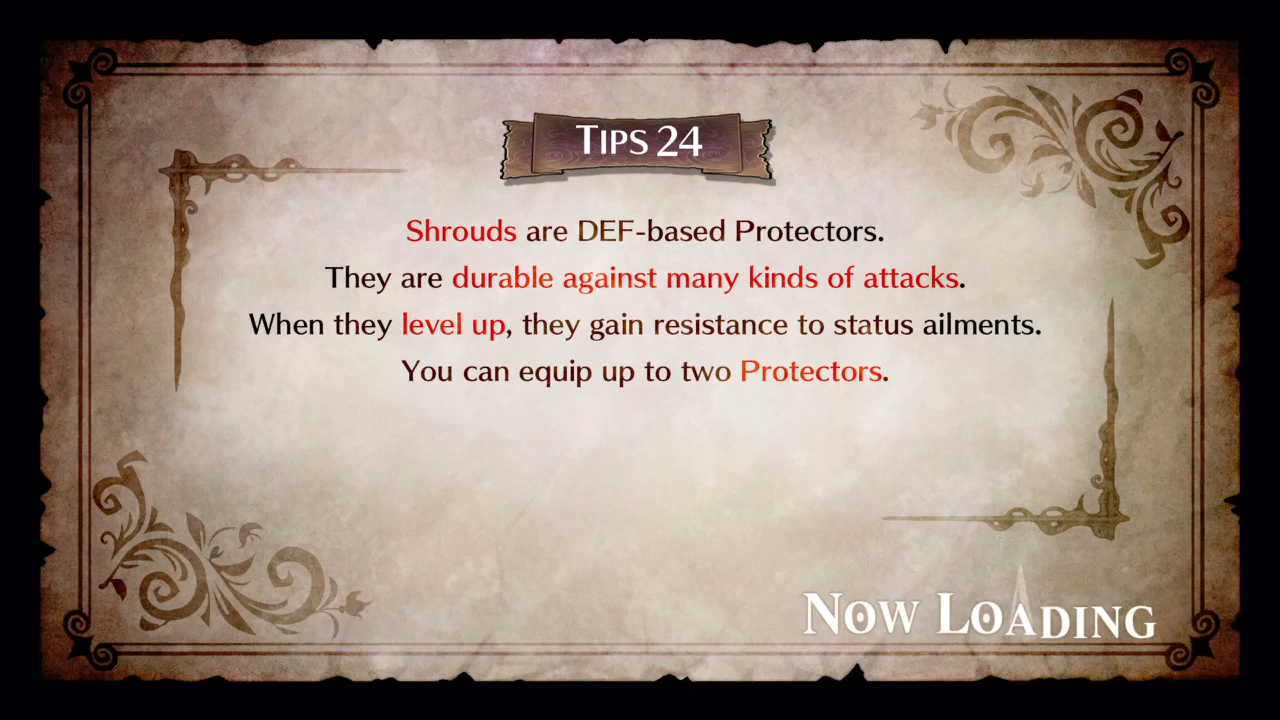 TIPS 24
Shrouds are DEF-based Protectors.
They are durable against many kinds of attacks.
When they level up, they gain resistance to status ailments.
You can equip up to two Protectors.
NOW LOADING